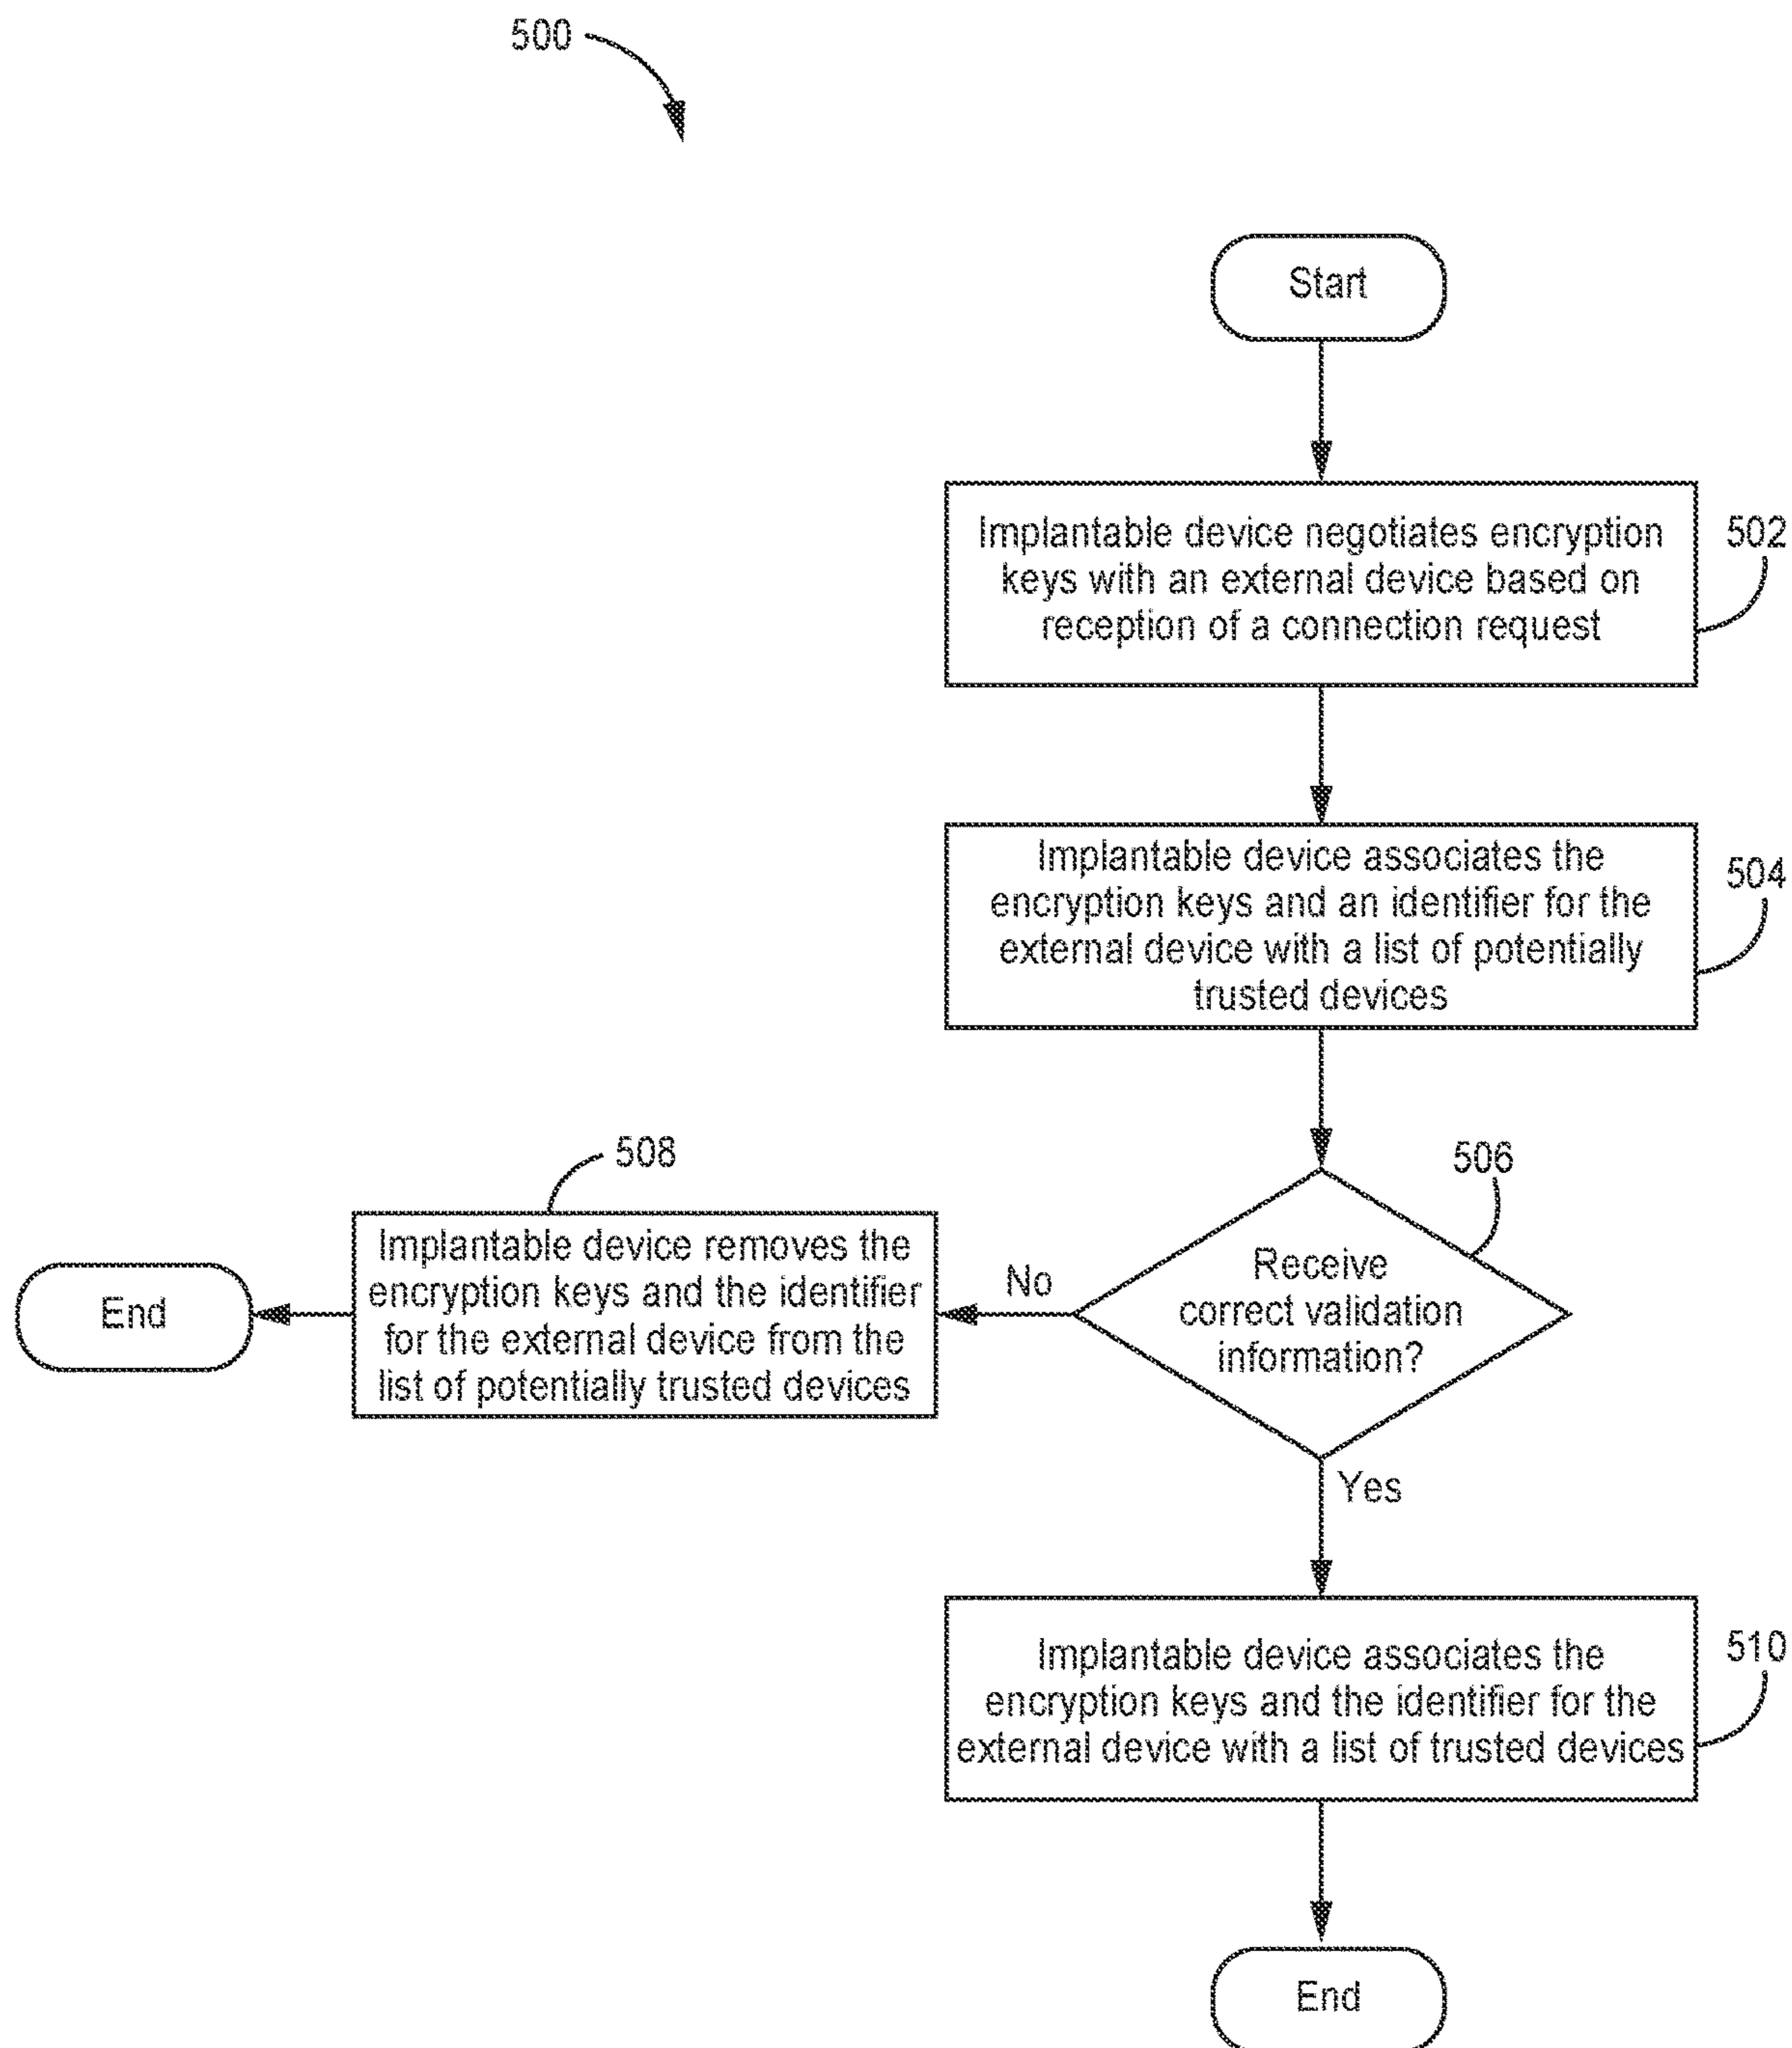 500
Start
Implantable device negotiates encryption
keys with an external device based on
reception of a connection request
502
Implantable device associates the
encryption keys and an identifier for the
external device with a list of potentially
trusted devices
504
506
Receive
correct validation
information?
No
508
Implantable device removes the
encryption keys and the identifier
for the external device from the
list of potentially trusted devices
End
Yes
Implantable device associates the
encryption keys and the identifier for the
external device with a list of trusted devices
510
End